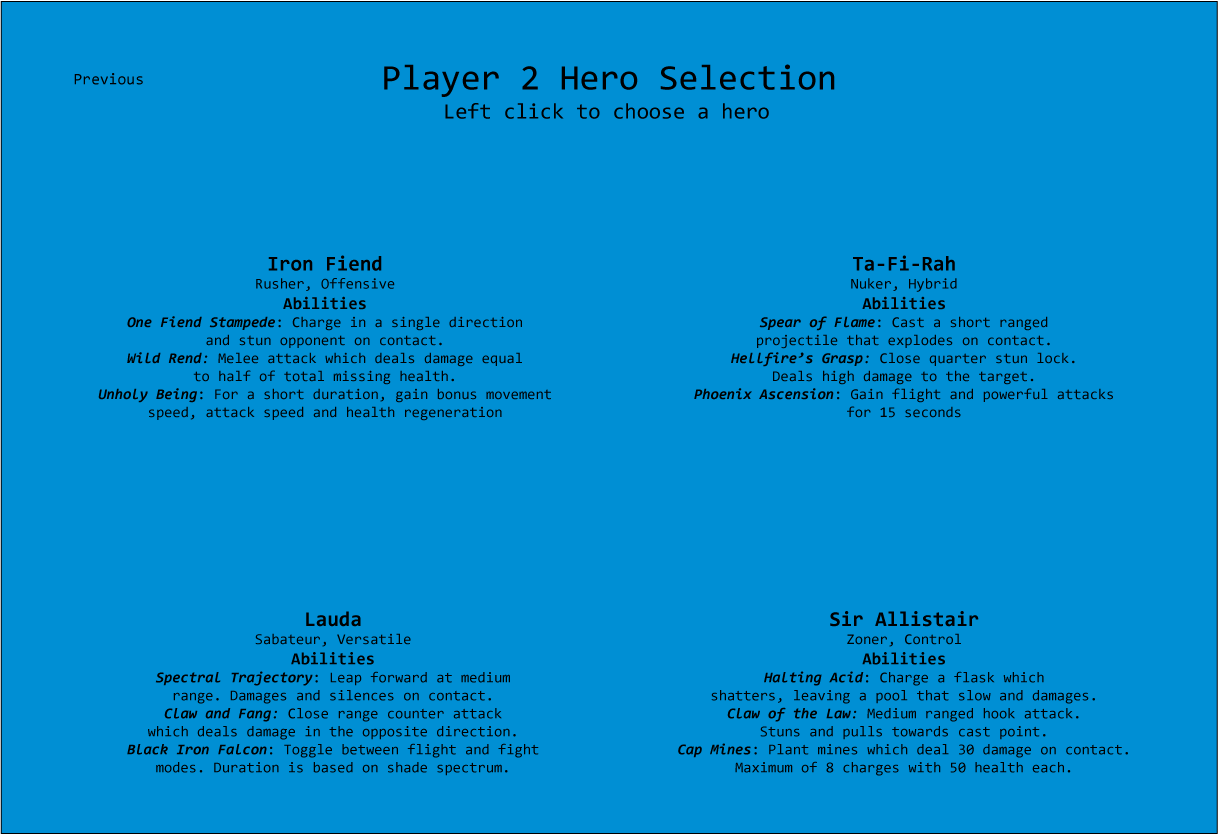 Previous
Player 2 Hero Selection
Left click to choose a hero
Iron Fiend
Rusher, Offensive
Abilities
One Fiend Stampede: Charge in a single direction
and stun opponent on contact.
Wild Rend: Melee attack which deals damage equal
to half of total missing health.
Unholy Being: For a short duration, gain bonus movement
speed, attack speed and health regeneration
Ta-Fi-Rah
Nuker, Hybrid
Abilities
Spear of Flame: Cast a short ranged
projectile that explodes on contact.
Hellfire’s Grasp: Close quarter stun lock.
Deals high damage to the target.
Phoenix Ascension: Gain flight and powerful attacks
for 15 seconds
Lauda
Sabateur, Versatile
Abilities
Spectral Trajectory: Leap forward at medium
range. Damages and silences on contact.
Claw and Fang: Close range counter attack
which deals damage in the opposite direction.
Black Iron Falcon: Toggle between flight and fight
modes. Duration is based on shade spectrum.
Sir Allistair
Zoner, Control
Abilities
Halting Acid: Charge a flask which
shatters, leaving a pool that slow and damages.
Claw of the Law: Medium ranged hook attack.
Stuns and pulls towards cast point.
Cap Mines: Plant mines which deal 30 damage on contact.
Maximum of 8 charges with 50 health each.